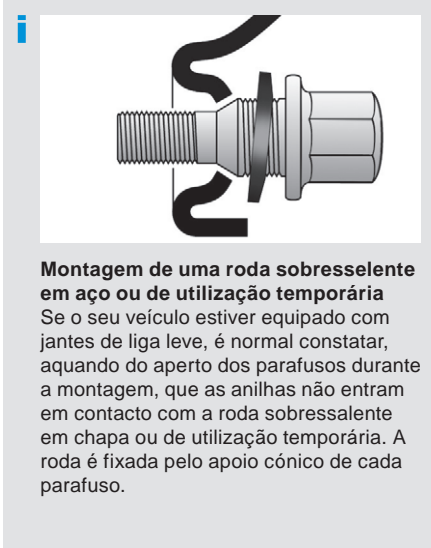 i
Montagem de uma roda sobresselente
em aço ou de utilização temporária
Se o seu veículo estiver equipado com
jantes de liga leve, é normal constatar,
aquando do aperto dos parafusos durante
a montagem, que as anilhas não entram
em contacto com a roda sobressalente
em chapa ou de utilização temporária. A
roda é fixada pelo apoio cónico de cada
parafuso.